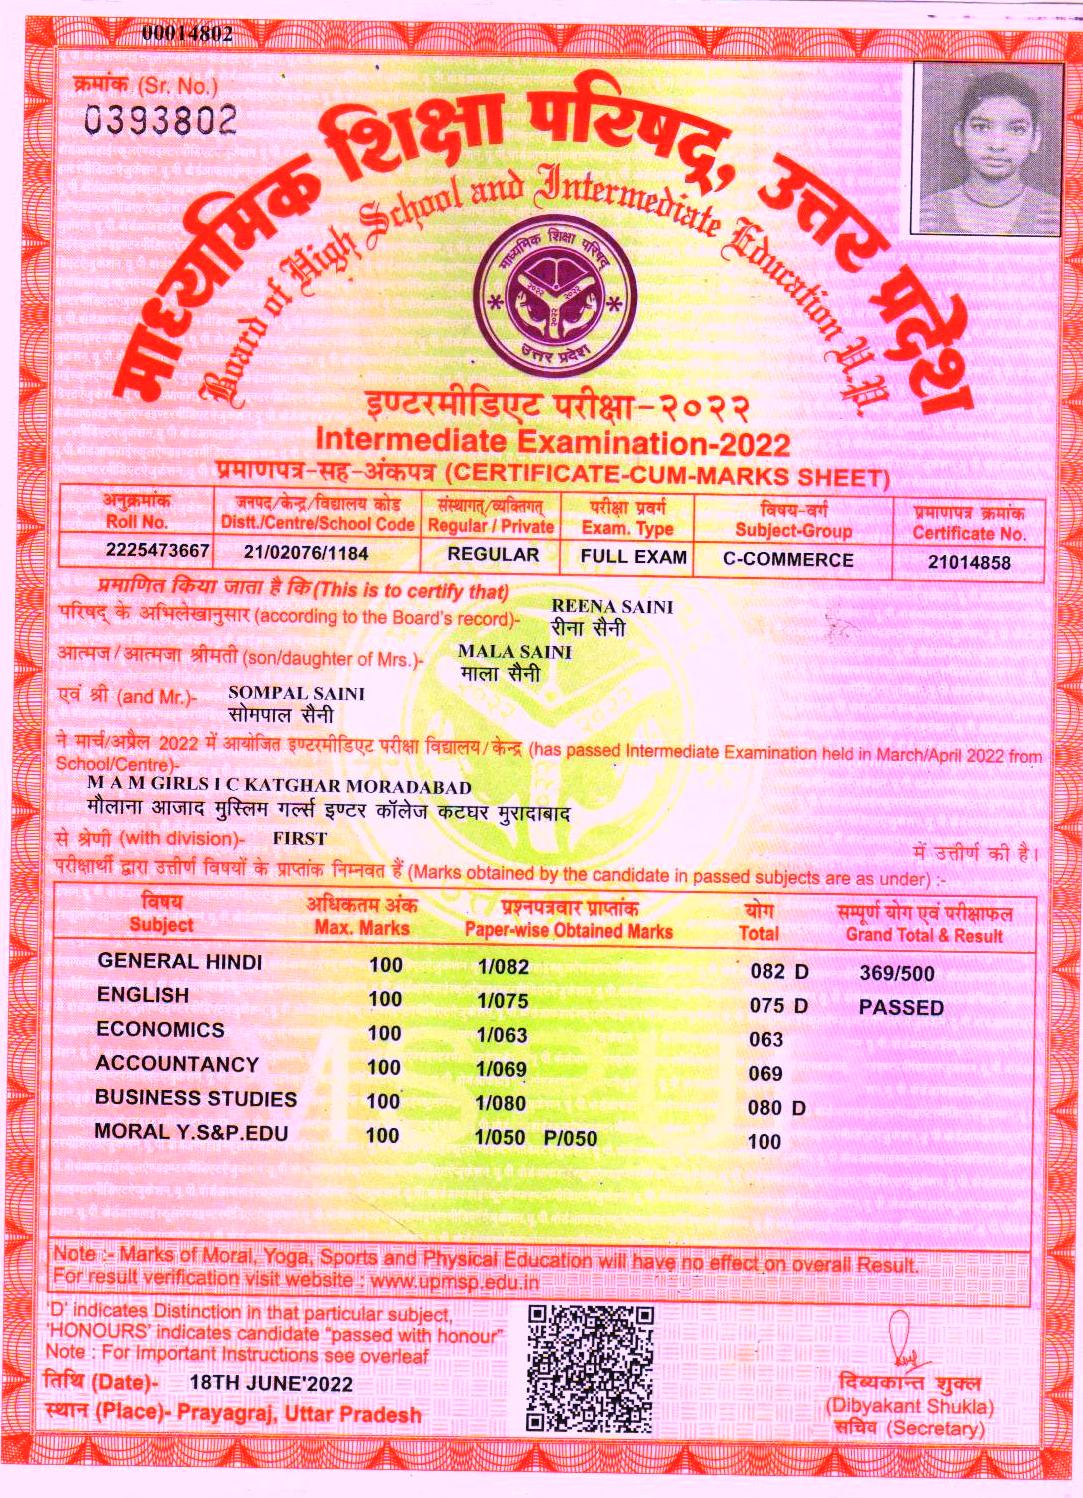 00014802
क्रमांक (Sr. No.)
0393802
माध्यमिक शिक्षा परिषद्, उत्तर प्रदेश
Board of High School and Intermediate Education U.P.
माध्यमिक शिक्षा परिषद्
२०२२ २०२२
२०२२
उत्तर प्रदेश
इण्टरमीडिएट परीक्षा-२०२२
Intermediate Examination-2022
प्रमाणपत्र-सह-अंकपत्र (CERTIFICATE-CUM-MARKS SHEET)
अनुक्रमांक जनपद/केन्द्र/विद्यालय कोड संस्थागत्/व्यक्तिगत् परीक्षा प्रवर्ग विषय-वर्ग प्रमाणपत्र क्रमांक
Roll No. Distt./Centre/School Code Regular / Private Exam. Type Subject-Group Certificate No.
2225473667 21/02076/1184 REGULAR FULL EXAM C-COMMERCE 21014858
प्रमाणित किया जाता है कि (This is to certify that)
REENA SAINI
परिषद् के अभिलेखानुसार (according to the Board's record)- रीना सैनी
MALA SAINI
आत्मज/आत्मजा श्रीमती (son/daughter of Mrs.)- माला सैनी
एवं श्री (and Mr.)- SOMPAL SAINI
सोमपाल सैनी
ने मार्च/अप्रैल 2022 में आयोजित इण्टरमीडिएट परीक्षा विद्यालय/केन्द्र (has passed Intermediate Examination held in March/April 2022 from
School/Centre)-
M A M GIRLS I C KATGHAR MORADABAD
मौलाना आजाद मुस्लिम गर्ल्स इण्टर कॉलेज कटघर मुरादाबाद
से श्रेणी (with division)- FIRST में उत्तीर्ण की है।
परीक्षार्थी द्वारा उत्तीर्ण विषयों के प्राप्तांक निम्नवत हैं (Marks obtained by the candidate in passed subjects are as under) :-
विषय अधिकतम अंक प्रश्नपत्रवार प्राप्तांक योग सम्पूर्ण योग एवं परीक्षाफल
Subject Max. Marks Paper-wise Obtained Marks Total Grand Total & Result
GENERAL HINDI 100 1/082 082 D 369/500
ENGLISH 100 1/075 075 D PASSED
ECONOMICS 100 1/063 063
ACCOUNTANCY 100 1/069 069
BUSINESS STUDIES 100 1/080 080 D
MORAL Y.S&P.EDU 100 1/050 P/050 100
Note :- Marks of Moral, Yoga, Sports and Physical Education will have no effect on overall Result.
For result verification visit website : www.upmsp.edu.in
'D' indicates Distinction in that particular subject,
'HONOURS' indicates candidate "passed with honour"
Note : For Important Instructions see overleaf
तिथि (Date)- 18TH JUNE'2022
स्थान (Place)- Prayagraj, Uttar Pradesh
दिब्यकान्त शुक्ल
(Dibyakant Shukla)
सचिव (Secretary)